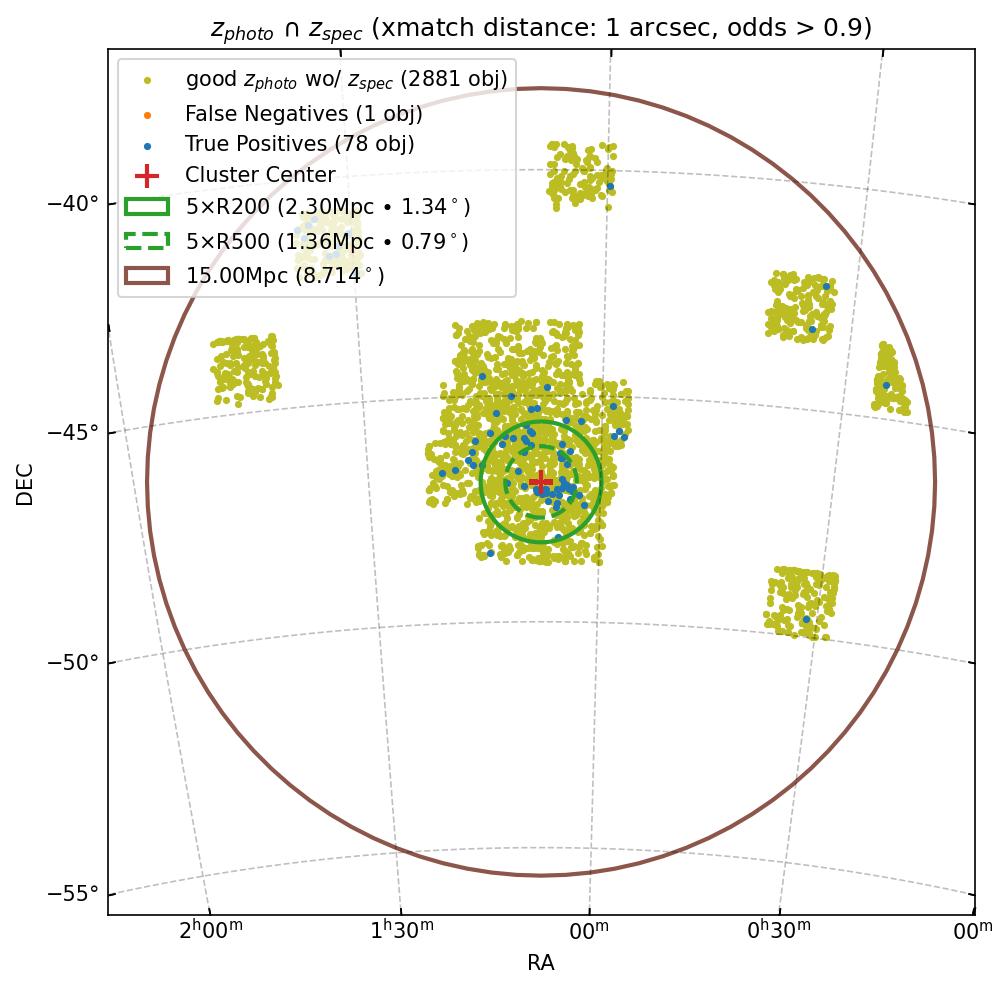 z_photo ∩ z_spec (xmatch distance: 1 arcsec, odds > 0.9)
good z_photo wo/ z_spec (2881 obj)
False Negatives (1 obj)
True Positives (78 obj)
Cluster Center
5×R200 (2.30Mpc • 1.34°)
5×R500 (1.36Mpc • 0.79°)
15.00Mpc (8.714°)
−40°
−45°
−50°
−55°
DEC
2ʰ00ᵐ 1ʰ30ᵐ 00ᵐ 0ʰ30ᵐ 00ᵐ
RA